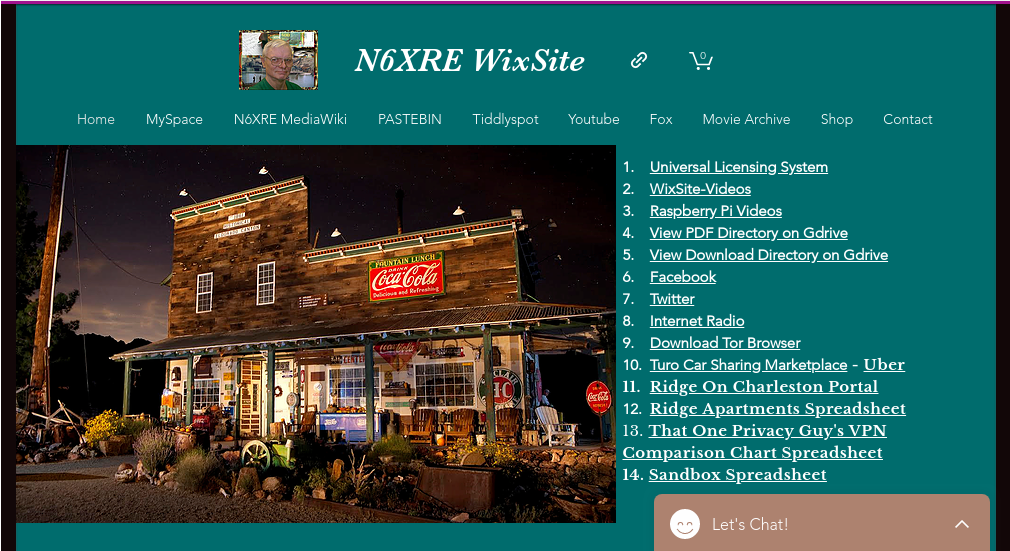 N6XRE WixSite
0
Home MySpace N6XRE MediaWiki PASTEBIN Tiddlyspot Youtube Fox Movie Archive Shop Contact
HISTORICAL
ELDORADO CANYON
FOUNTAIN LUNCH
DRINK
Coca-Cola
Delicious and Refreshing
1. Universal Licensing System
2. WixSite-Videos
3. Raspberry Pi Videos
4. View PDF Directory on Gdrive
5. View Download Directory on Gdrive
6. Facebook
7. Twitter
8. Internet Radio
9. Download Tor Browser
10. Turo Car Sharing Marketplace - Uber
11. Ridge On Charleston Portal
12. Ridge Apartments Spreadsheet
13. That One Privacy Guy's VPN
Comparison Chart Spreadsheet
14. Sandbox Spreadsheet
Let's Chat!